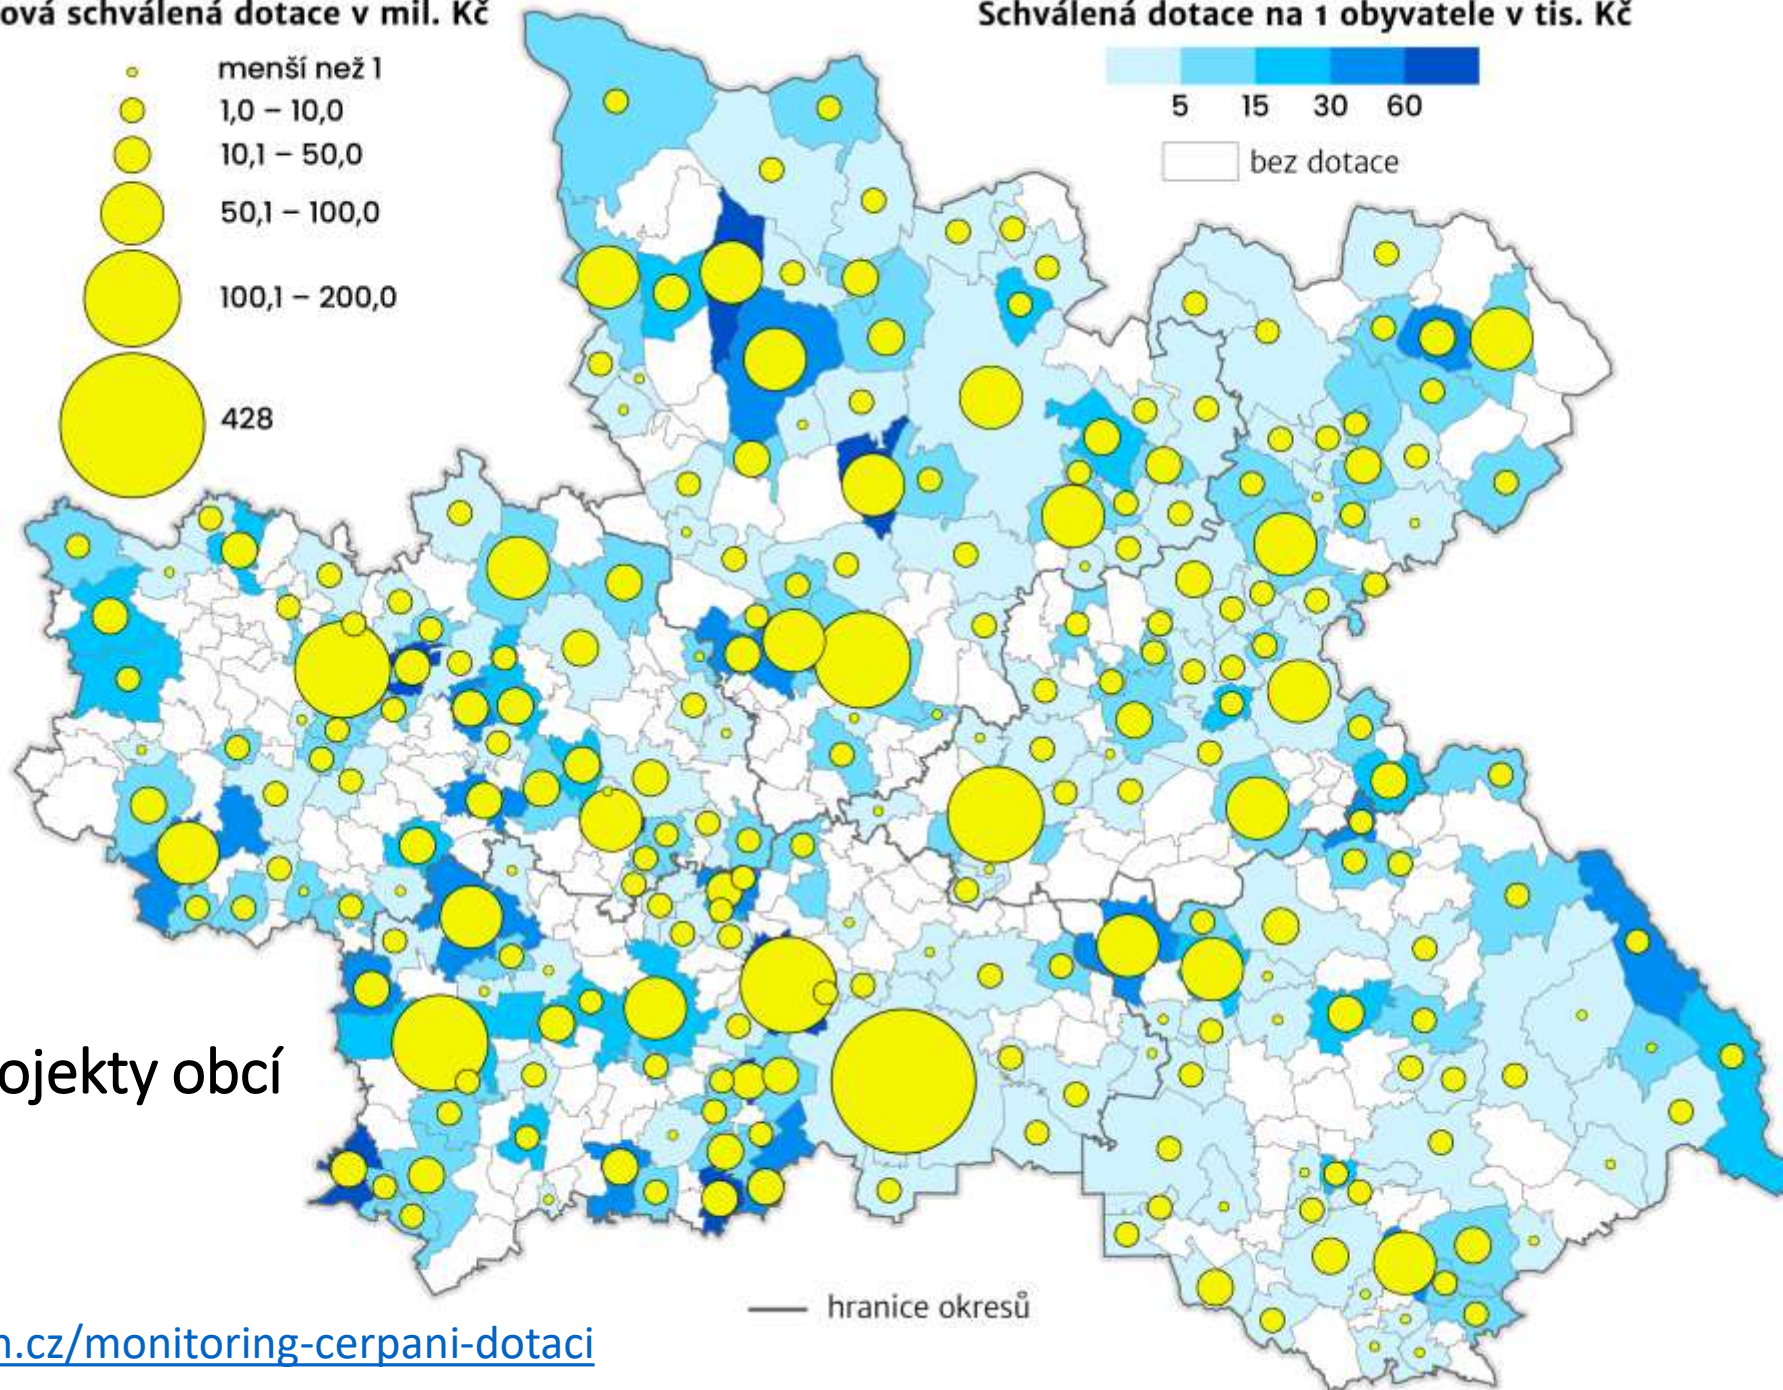 ová schválená dotace v mil. Kč
menší než 1
1,0 – 10,0
10,1 – 50,0
50,1 – 100,0
100,1 – 200,0
428
Schválená dotace na 1 obyvatele v tis. Kč
5 15 30 60
bez dotace
ojekty obcí
hranice okresů
n.cz/monitoring-cerpani-dotaci